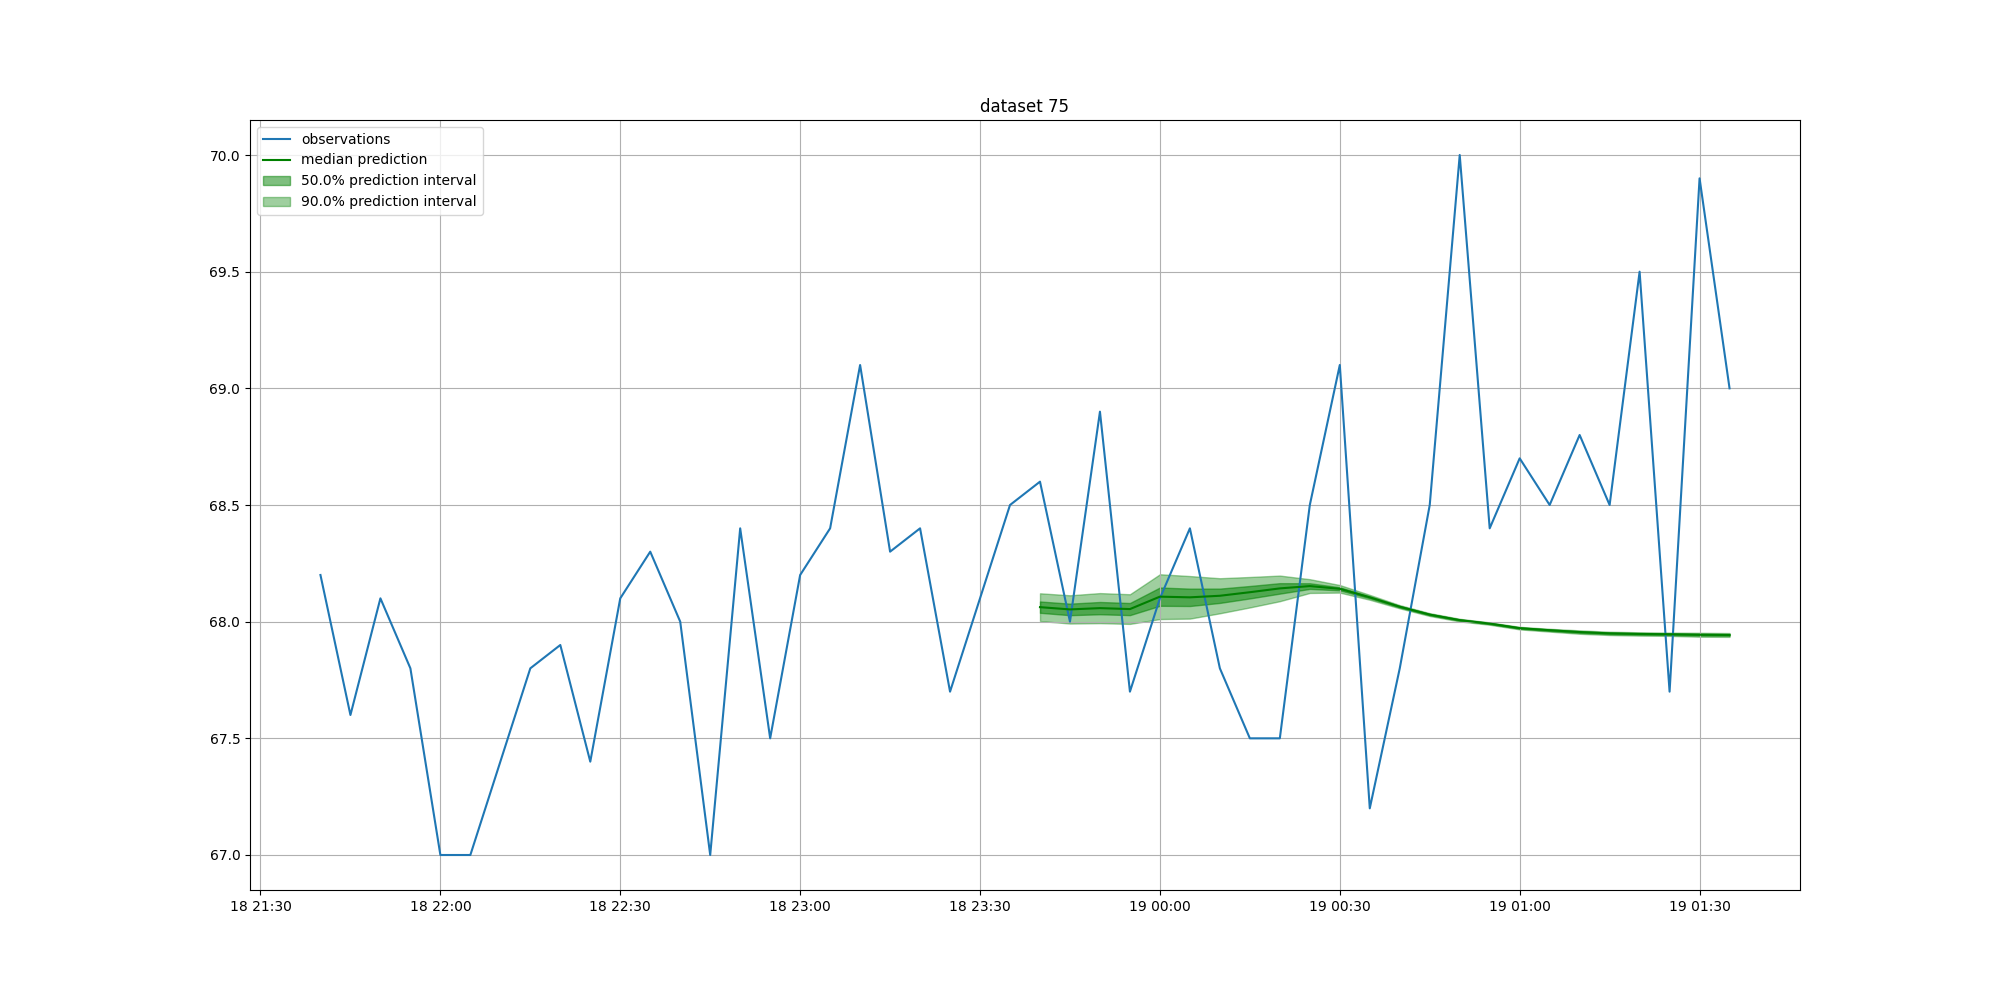 dataset 75
observations
median prediction
50.0% prediction interval
90.0% prediction interval
70.0
69.5
69.0
68.5
68.0
67.5
67.0
18 21:30 18 22:00 18 22:30 18 23:00 18 23:30 19 00:00 19 00:30 19 01:00 19 01:30